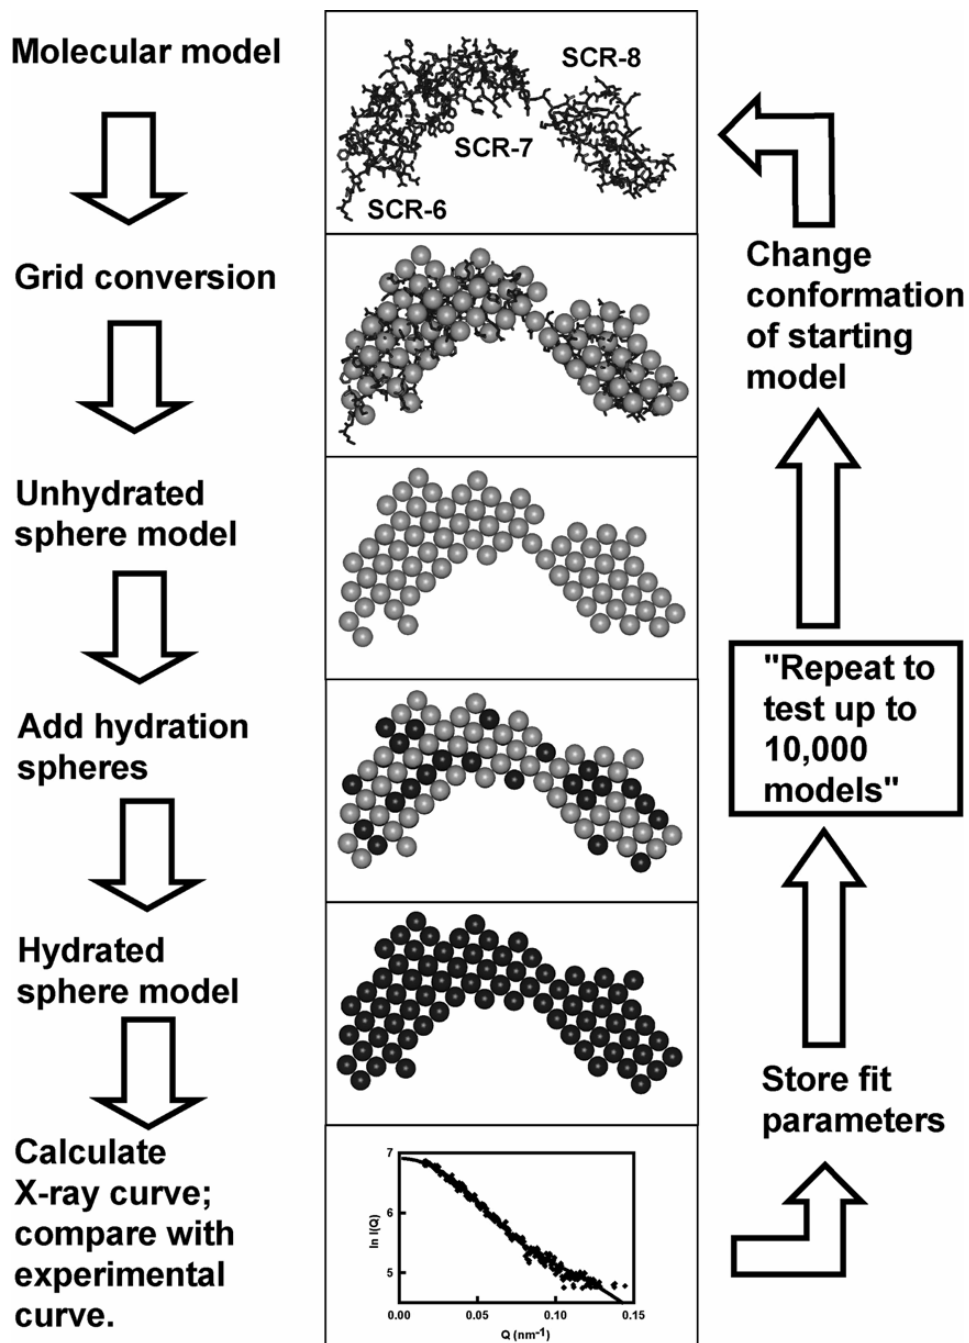 Molecular model
SCR-8
SCR-7
SCR-6
Grid conversion
Unhydrated
sphere model
Add hydration
spheres
Hydrated
sphere model
Calculate
X-ray curve;
compare with
experimental
curve.
7
6
5
ln I(Q)
0.00
0.05
0.10
0.15
Q (nm-1)
Store fit
parameters
"Repeat to
test up to
10,000
models"
Change
conformation
of starting
model